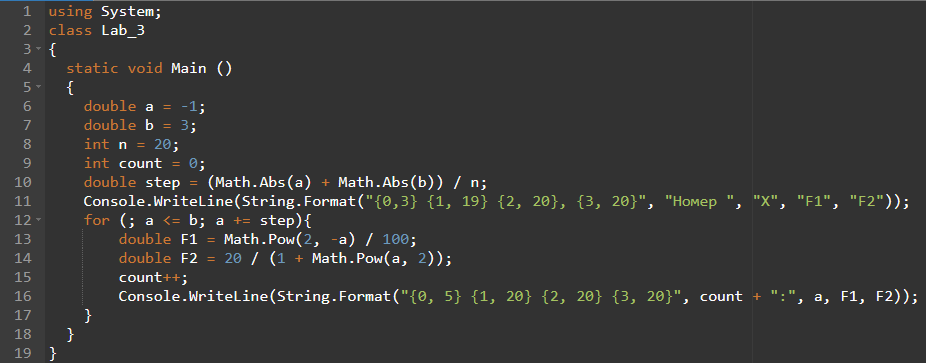 1 using System;
2 class Lab_3
3 {
4 static void Main ()
5 {
6 double a = -1;
7 double b = 3;
8 int n = 20;
9 int count = 0;
10 double step = (Math.Abs(a) + Math.Abs(b)) / n;
11 Console.WriteLine(String.Format("{0,3} {1, 19} {2, 20}, {3, 20}", "Номер ", "X", "F1", "F2"));
12 for (; a <= b; a += step){
13 double F1 = Math.Pow(2, -a) / 100;
14 double F2 = 20 / (1 + Math.Pow(a, 2));
15 count++;
16 Console.WriteLine(String.Format("{0, 5} {1, 20} {2, 20} {3, 20}", count + ":", a, F1, F2));
17 }
18 }
19 }